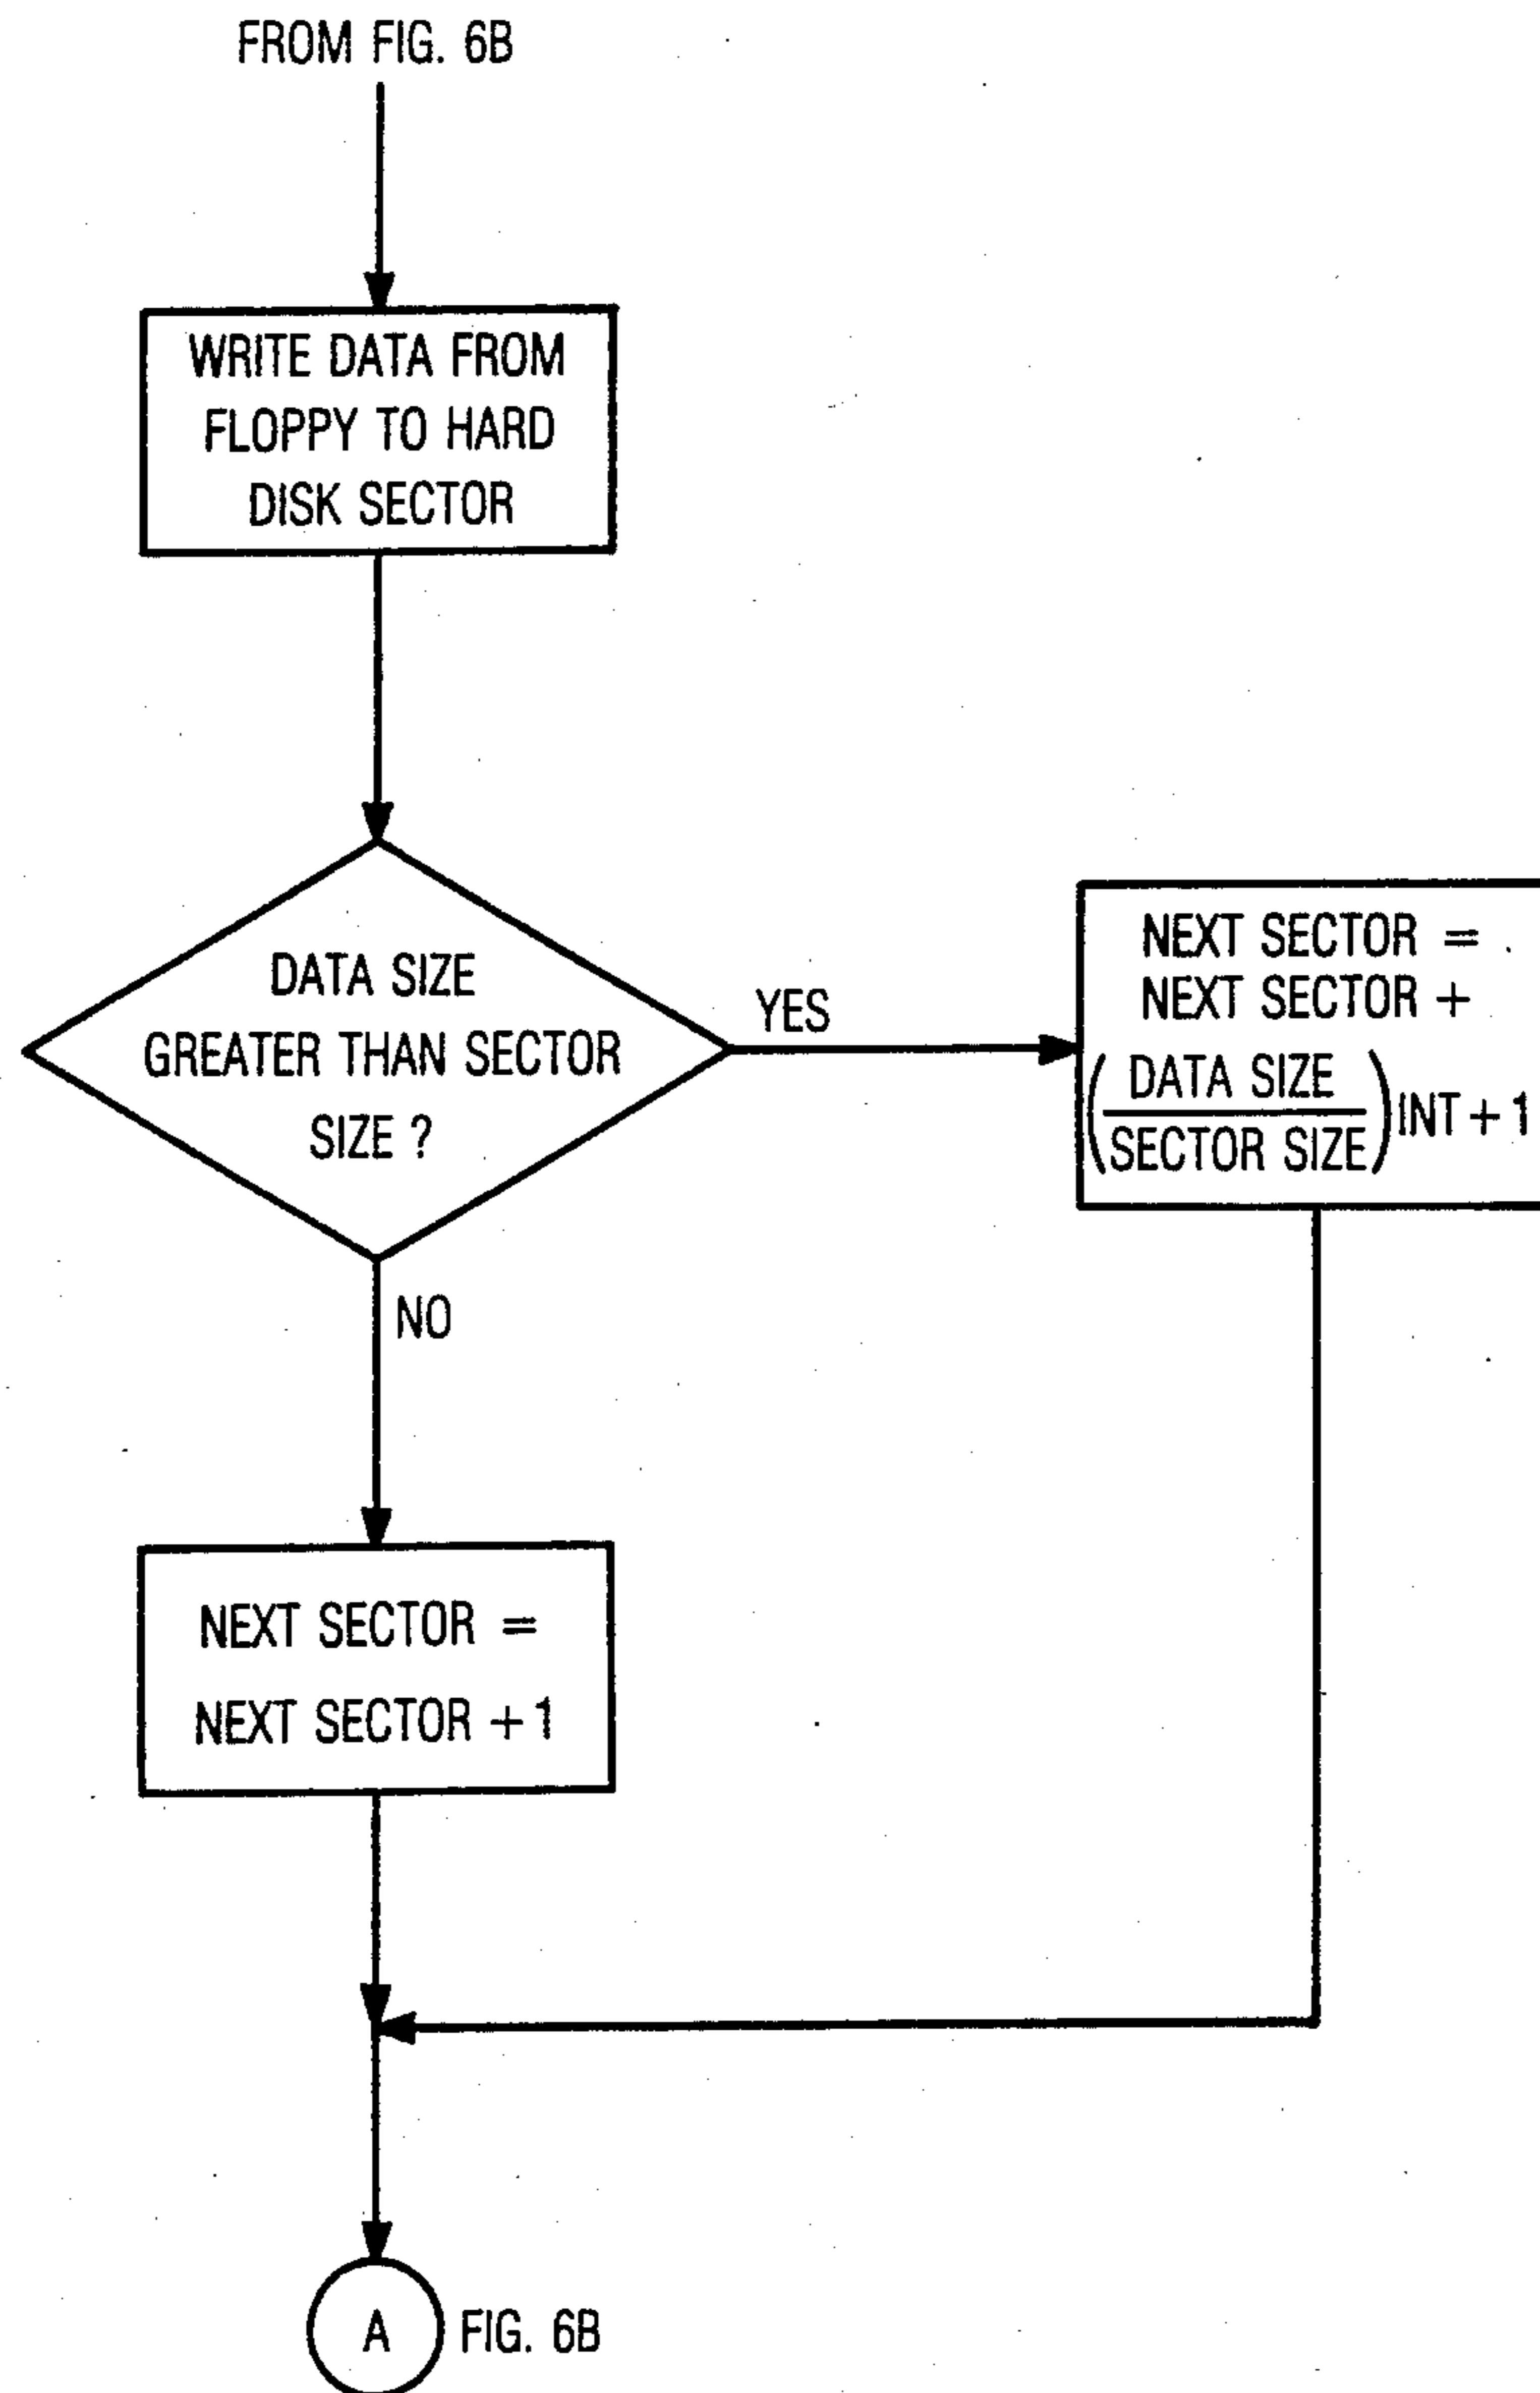 FROM FIG. 6B
WRITE DATA FROM
FLOPPY TO HARD
DISK SECTOR
DATA SIZE
GREATER THAN SECTOR
SIZE ?
YES
NEXT SECTOR =
NEXT SECTOR +
( DATA SIZE
SECTOR SIZE ) INT + 1
NO
NEXT SECTOR =
NEXT SECTOR + 1
A FIG. 6B